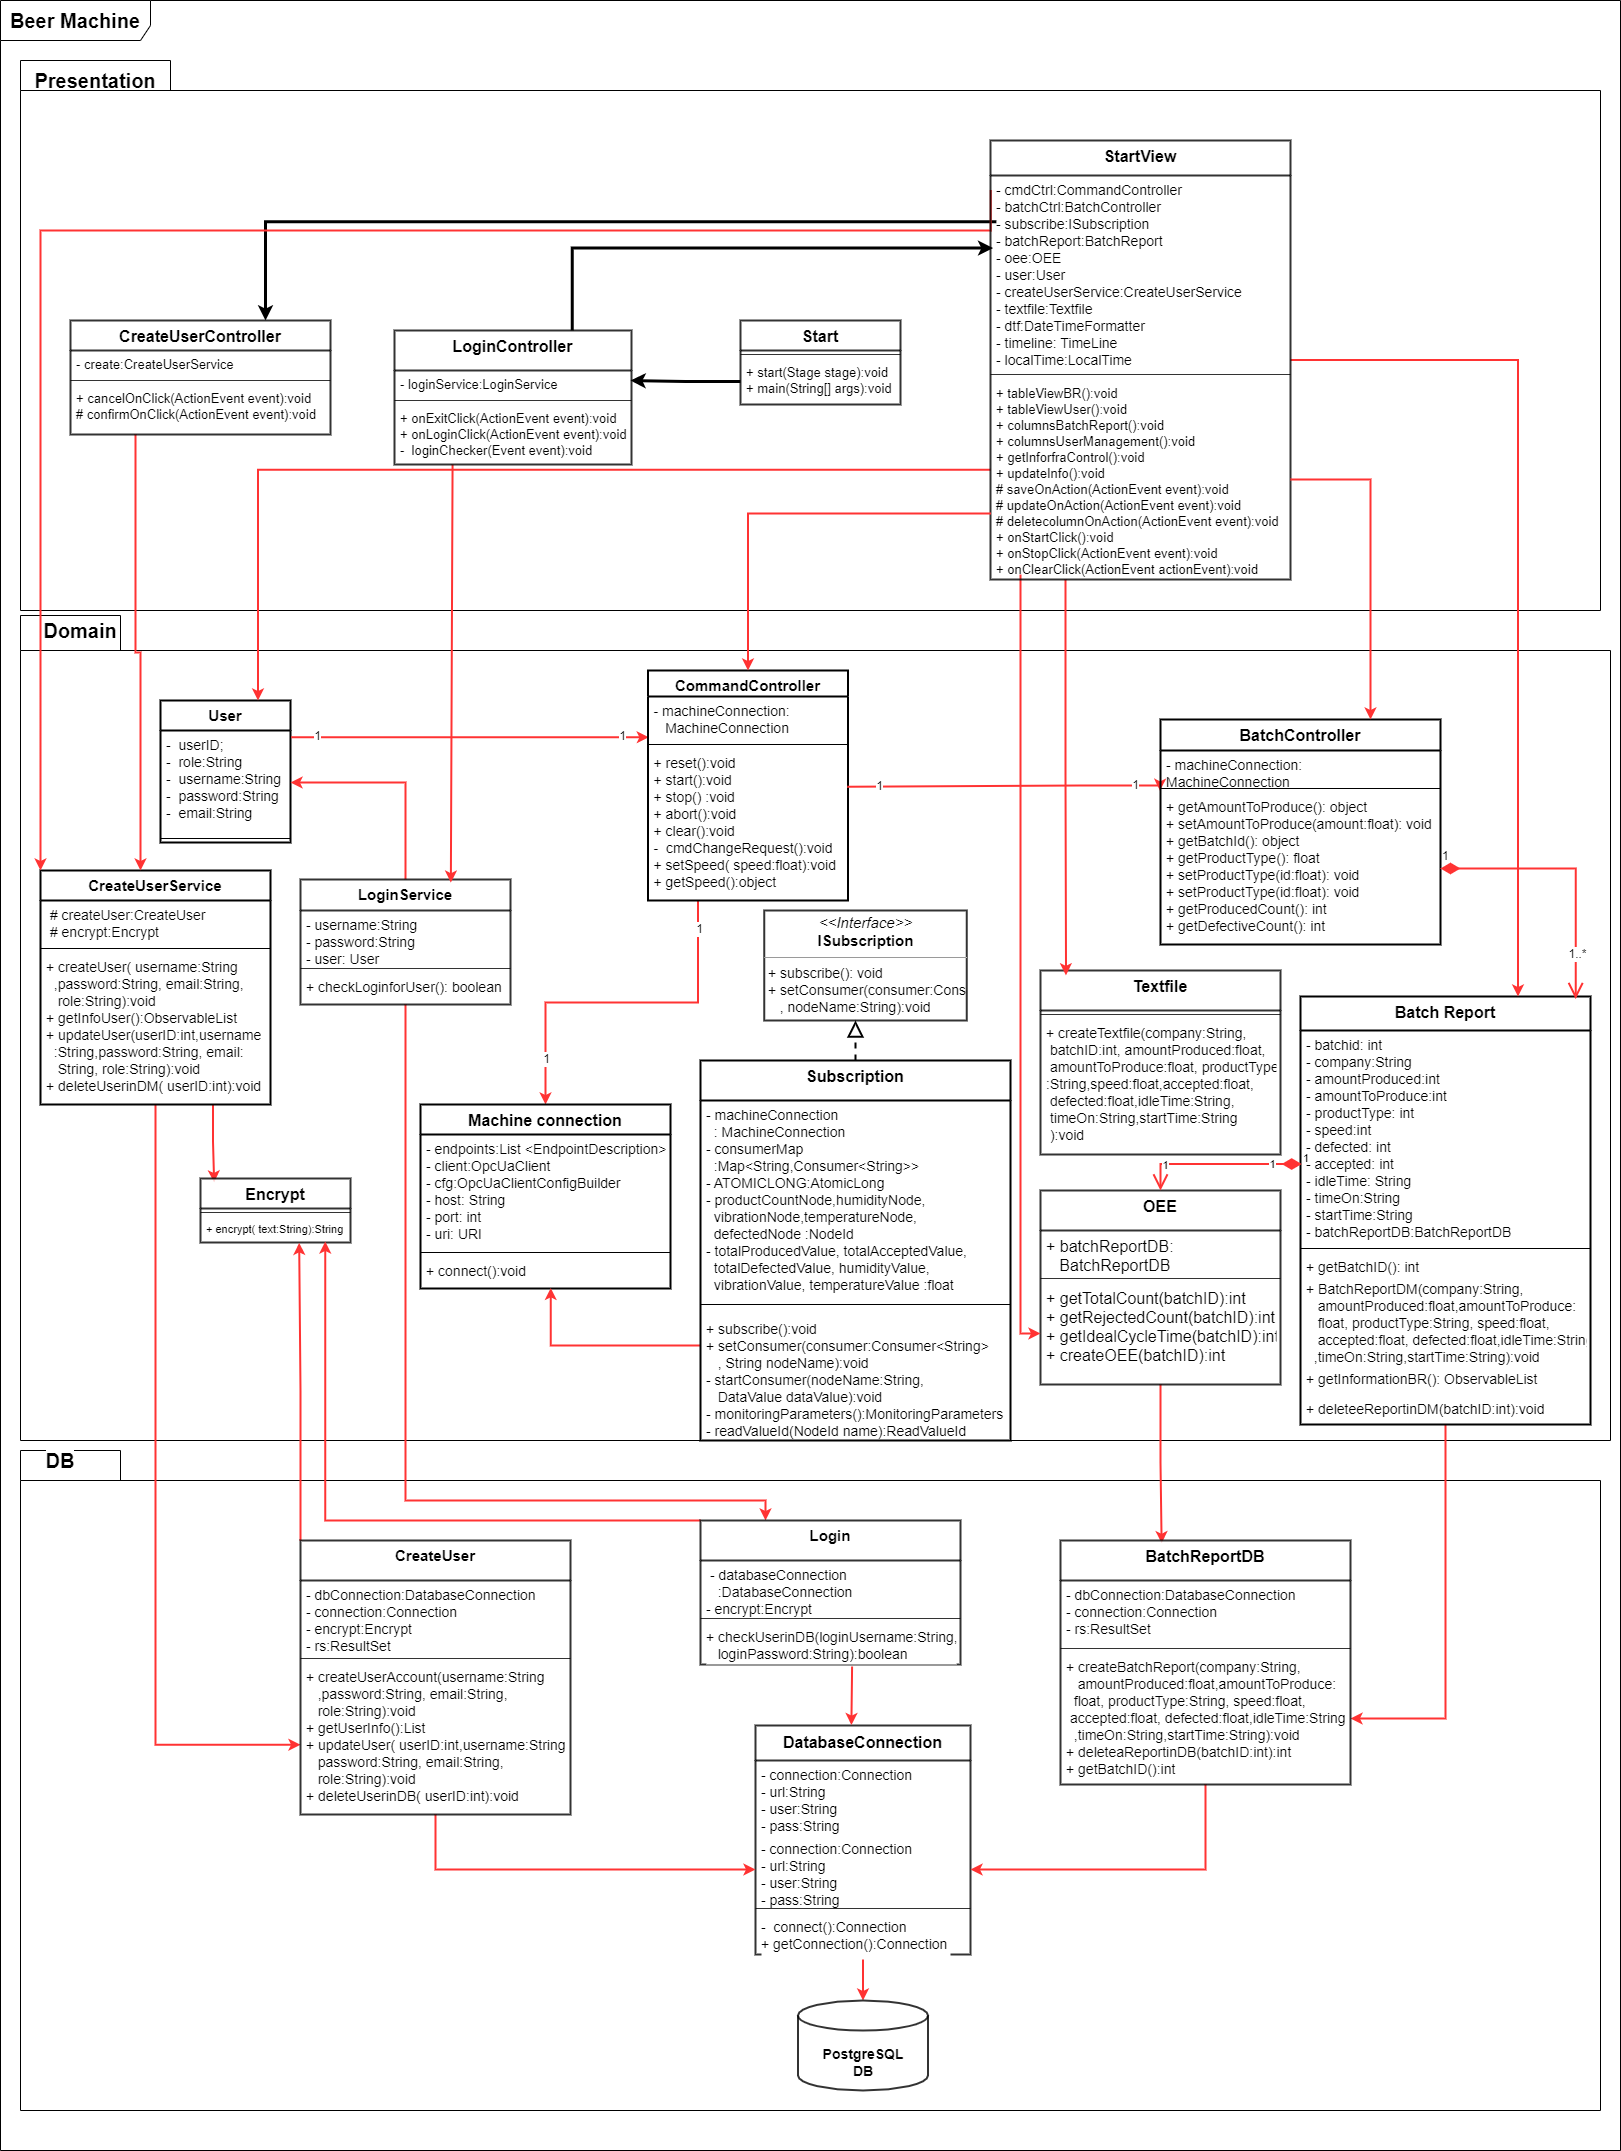 Beer Machine
Presentation
StartView
- cmdCtrl:CommandController
- batchCtrl:BatchController
- subscribe:ISubscription
- batchReport:BatchReport
- oee:OEE
- user:User
- createUserService:CreateUserService
- textfile:Textfile
- dtf:DateTimeFormatter
- timeline: TimeLine
- localTime:LocalTime
+ tableViewBR():void
+ tableViewUser():void
+ columnsBatchReport():void
+ columnsUserManagement():void
+ getInforfraControl():void
+ updateInfo():void
# saveOnAction(ActionEvent event):void
# updateOnAction(ActionEvent event):void
# deletecolumnOnAction(ActionEvent event):void
+ onStartClick():void
+ onStopClick(ActionEvent event):void
+ onClearClick(ActionEvent actionEvent):void
CreateUserController
- create:CreateUserService
+ cancelOnClick(ActionEvent event):void
# confirmOnClick(ActionEvent event):void
LoginController
- loginService:LoginService
+ onExitClick(ActionEvent event):void
+ onLoginClick(ActionEvent event):void
- loginChecker(Event event):void
Start
+ start(Stage stage):void
+ main(String[] args):void
Domain
User
- userID;
- role:String
- username:String
- password:String
- email:String
1
1
CommandController
- machineConnection:
MachineConnection
+ reset():void
+ start():void
+ stop() :void
+ abort():void
+ clear():void
- cmdChangeRequest():void
+ setSpeed( speed:float):void
+ getSpeed():object
1
1
BatchController
- machineConnection:
MachineConnection
+ getAmountToProduce(): object
+ setAmountToProduce(amount:float): void
+ getBatchId(): object
+ getProductType(): float
+ setProductType(id:float): void
+ setProductType(id:float): void
+ getProducedCount(): int
+ getDefectiveCount(): int
1
1..*
CreateUserService
# createUser:CreateUser
# encrypt:Encrypt
+ createUser( username:String
,password:String, email:String,
role:String):void
+ getInfoUser():ObservableList
+ updateUser(userID:int,username
:String,password:String, email:
String, role:String):void
+ deleteUserinDM( userID:int):void
LoginService
- username:String
- password:String
- user: User
+ checkLoginforUser(): boolean
1
1
<<Interface>>
ISubscription
+ subscribe(): void
+ setConsumer(consumer:Cons
, nodeName:String):void
Textfile
+ createTextfile(company:String,
batchID:int, amountProduced:float,
amountToProduce:float, productType
:String,speed:float,accepted:float,
defected:float,idleTime:String,
timeOn:String,startTime:String
):void
Batch Report
- batchid: int
- company:String
- amountProduced:int
- amountToProduce:int
- productType: int
- speed:int
- defected: int
- accepted: int
- idleTime: String
- timeOn:String
- startTime:String
- batchReportDB:BatchReportDB
+ getBatchID(): int
+ BatchReportDM(company:String,
amountProduced:float,amountToProduce:
float, productType:String, speed:float,
accepted:float, defected:float,idleTime:Strin
,timeOn:String,startTime:String):void
+ getInformationBR(): ObservableList
+ deleteeReportinDM(batchID:int):void
1
1
1
Machine connection
- endpoints:List <EndpointDescription>
- client:OpcUaClient
- cfg:OpcUaClientConfigBuilder
- host: String
- port: int
- uri: URI
+ connect():void
Subscription
- machineConnection
: MachineConnection
- consumerMap
:Map<String,Consumer<String>>
- ATOMICLONG:AtomicLong
- productCountNode,humidityNode,
vibrationNode,temperatureNode,
defectedNode :NodeId
- totalProducedValue, totalAcceptedValue,
totalDefectedValue, humidityValue,
vibrationValue, temperatureValue :float
+ subscribe():void
+ setConsumer(consumer:Consumer<String>
, String nodeName):void
- startConsumer(nodeName:String,
DataValue dataValue):void
- monitoringParameters():MonitoringParameters
- readValueId(NodeId name):ReadValueId
Encrypt
+ encrypt( text:String):String
OEE
+ batchReportDB:
BatchReportDB
+ getTotalCount(batchID):int
+ getRejectedCount(batchID):int
+ getIdealCycleTime(batchID):int
+ createOEE(batchID):int
DB
CreateUser
- dbConnection:DatabaseConnection
- connection:Connection
- encrypt:Encrypt
- rs:ResultSet
+ createUserAccount(username:String
,password:String, email:String,
role:String):void
+ getUserInfo():List
+ updateUser( userID:int,username:String
password:String, email:String,
role:String):void
+ deleteUserinDB( userID:int):void
Login
- databaseConnection
:DatabaseConnection
- encrypt:Encrypt
+ checkUserinDB(loginUsername:String,
loginPassword:String):boolean
BatchReportDB
- dbConnection:DatabaseConnection
- connection:Connection
- rs:ResultSet
+ createBatchReport(company:String,
amountProduced:float,amountToProduce:
float, productType:String, speed:float,
accepted:float, defected:float,idleTime:String
,timeOn:String,startTime:String):void
+ deleteaReportinDB(batchID:int):int
+ getBatchID():int
DatabaseConnection
- connection:Connection
- url:String
- user:String
- pass:String
- connection:Connection
- url:String
- user:String
- pass:String
- connect():Connection
+ getConnection():Connection
PostgreSQL
DB